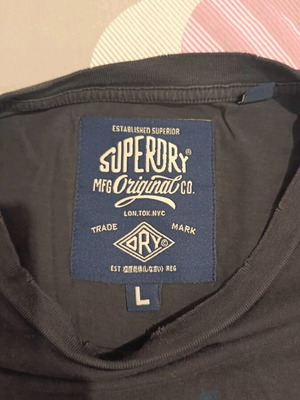 ESTABLISHED SUPERIOR
SUPERDRY®
MFG Original CO.
LON,TOK,NYC
TRADE MARK
DRY ©
EST REG
L